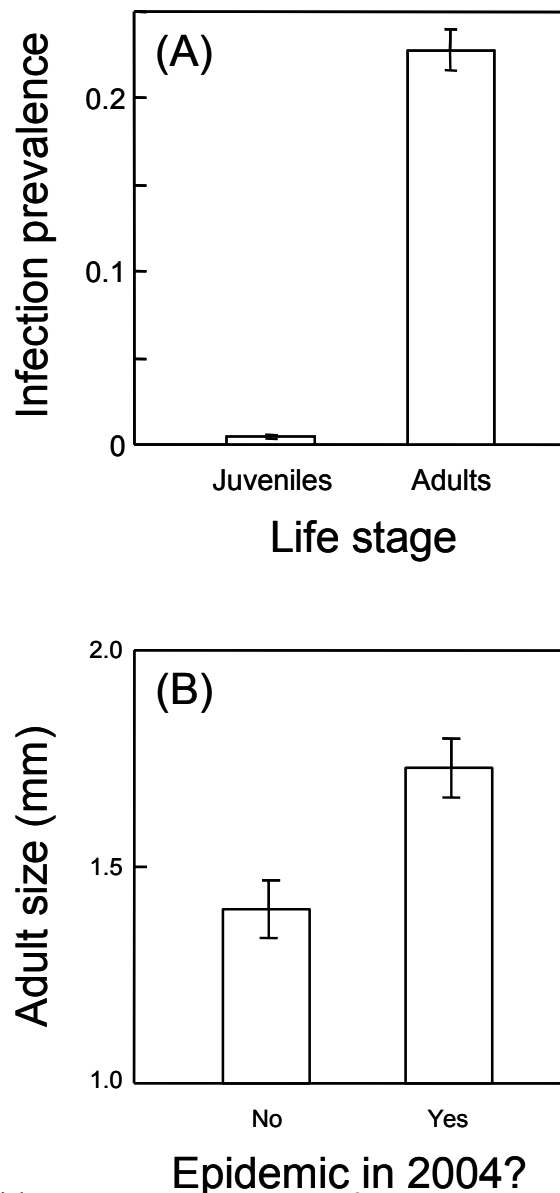 (A)
Infection prevalence
0.2
0.1
0
Juveniles Adults
Life stage
2.0
(B)
Adult size (mm)
1.5
1.0
No Yes
Epidemic in 2004?